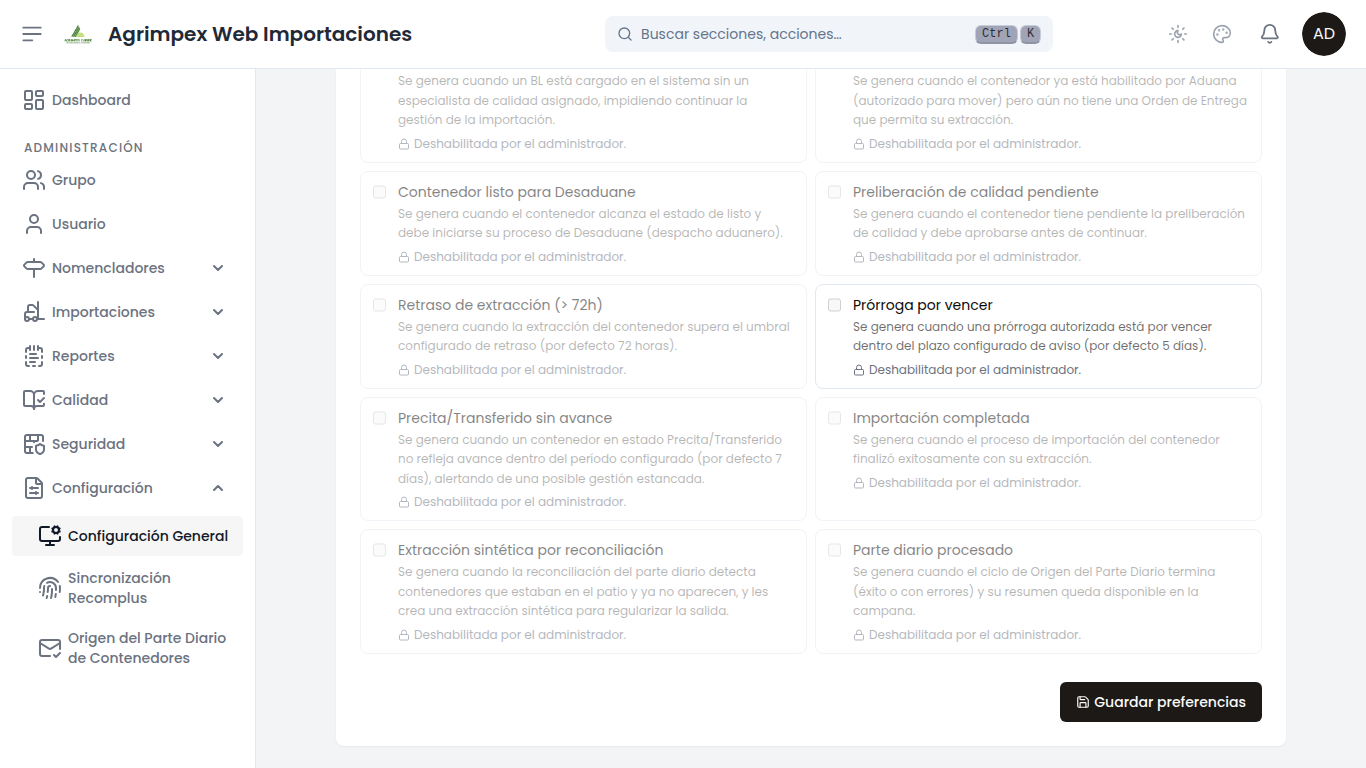 Agrimpex Web Importaciones
Buscar secciones, acciones...
Ctrl K
AD
Dashboard
ADMINISTRACIÓN
Grupo
Usuario
Nomencladores
Importaciones
Reportes
Calidad
Seguridad
Configuración
Configuración General
Sincronización
Recomplus
Origen del Parte Diario
de Contenedores
Se genera cuando un BL está cargado en el sistema sin un
especialista de calidad asignado, impidiendo continuar la
gestión de la importación.
Deshabilitada por el administrador.
Se genera cuando el contenedor ya está habilitado por Aduana
(autorizado para mover) pero aún no tiene una Orden de Entrega
que permita su extracción.
Deshabilitada por el administrador.
Contenedor listo para Desaduane
Se genera cuando el contenedor alcanza el estado de listo y
debe iniciarse su proceso de Desaduane (despacho aduanero).
Deshabilitada por el administrador.
Preliberación de calidad pendiente
Se genera cuando el contenedor tiene pendiente la preliberación
de calidad y debe aprobarse antes de continuar.
Deshabilitada por el administrador.
Retraso de extracción (> 72h)
Se genera cuando la extracción del contenedor supera el umbral
configurado de retraso (por defecto 72 horas).
Deshabilitada por el administrador.
Prórroga por vencer
Se genera cuando una prórroga autorizada está por vencer
dentro del plazo configurado de aviso (por defecto 5 días).
Deshabilitada por el administrador.
Precita/Transferido sin avance
Se genera cuando un contenedor en estado Precita/Transferido
no refleja avance dentro del período configurado (por defecto 7
días), alertando de una posible gestión estancada.
Deshabilitada por el administrador.
Importación completada
Se genera cuando el proceso de importación del contenedor
finalizó exitosamente con su extracción.
Deshabilitada por el administrador.
Extracción sintética por reconciliación
Se genera cuando la reconciliación del parte diario detecta
contenedores que estaban en el patio y ya no aparecen, y les
crea una extracción sintética para regularizar la salida.
Deshabilitada por el administrador.
Parte diario procesado
Se genera cuando el ciclo de Origen del Parte Diario termina
(éxito o con errores) y su resumen queda disponible en la
campana.
Deshabilitada por el administrador.
Guardar preferencias